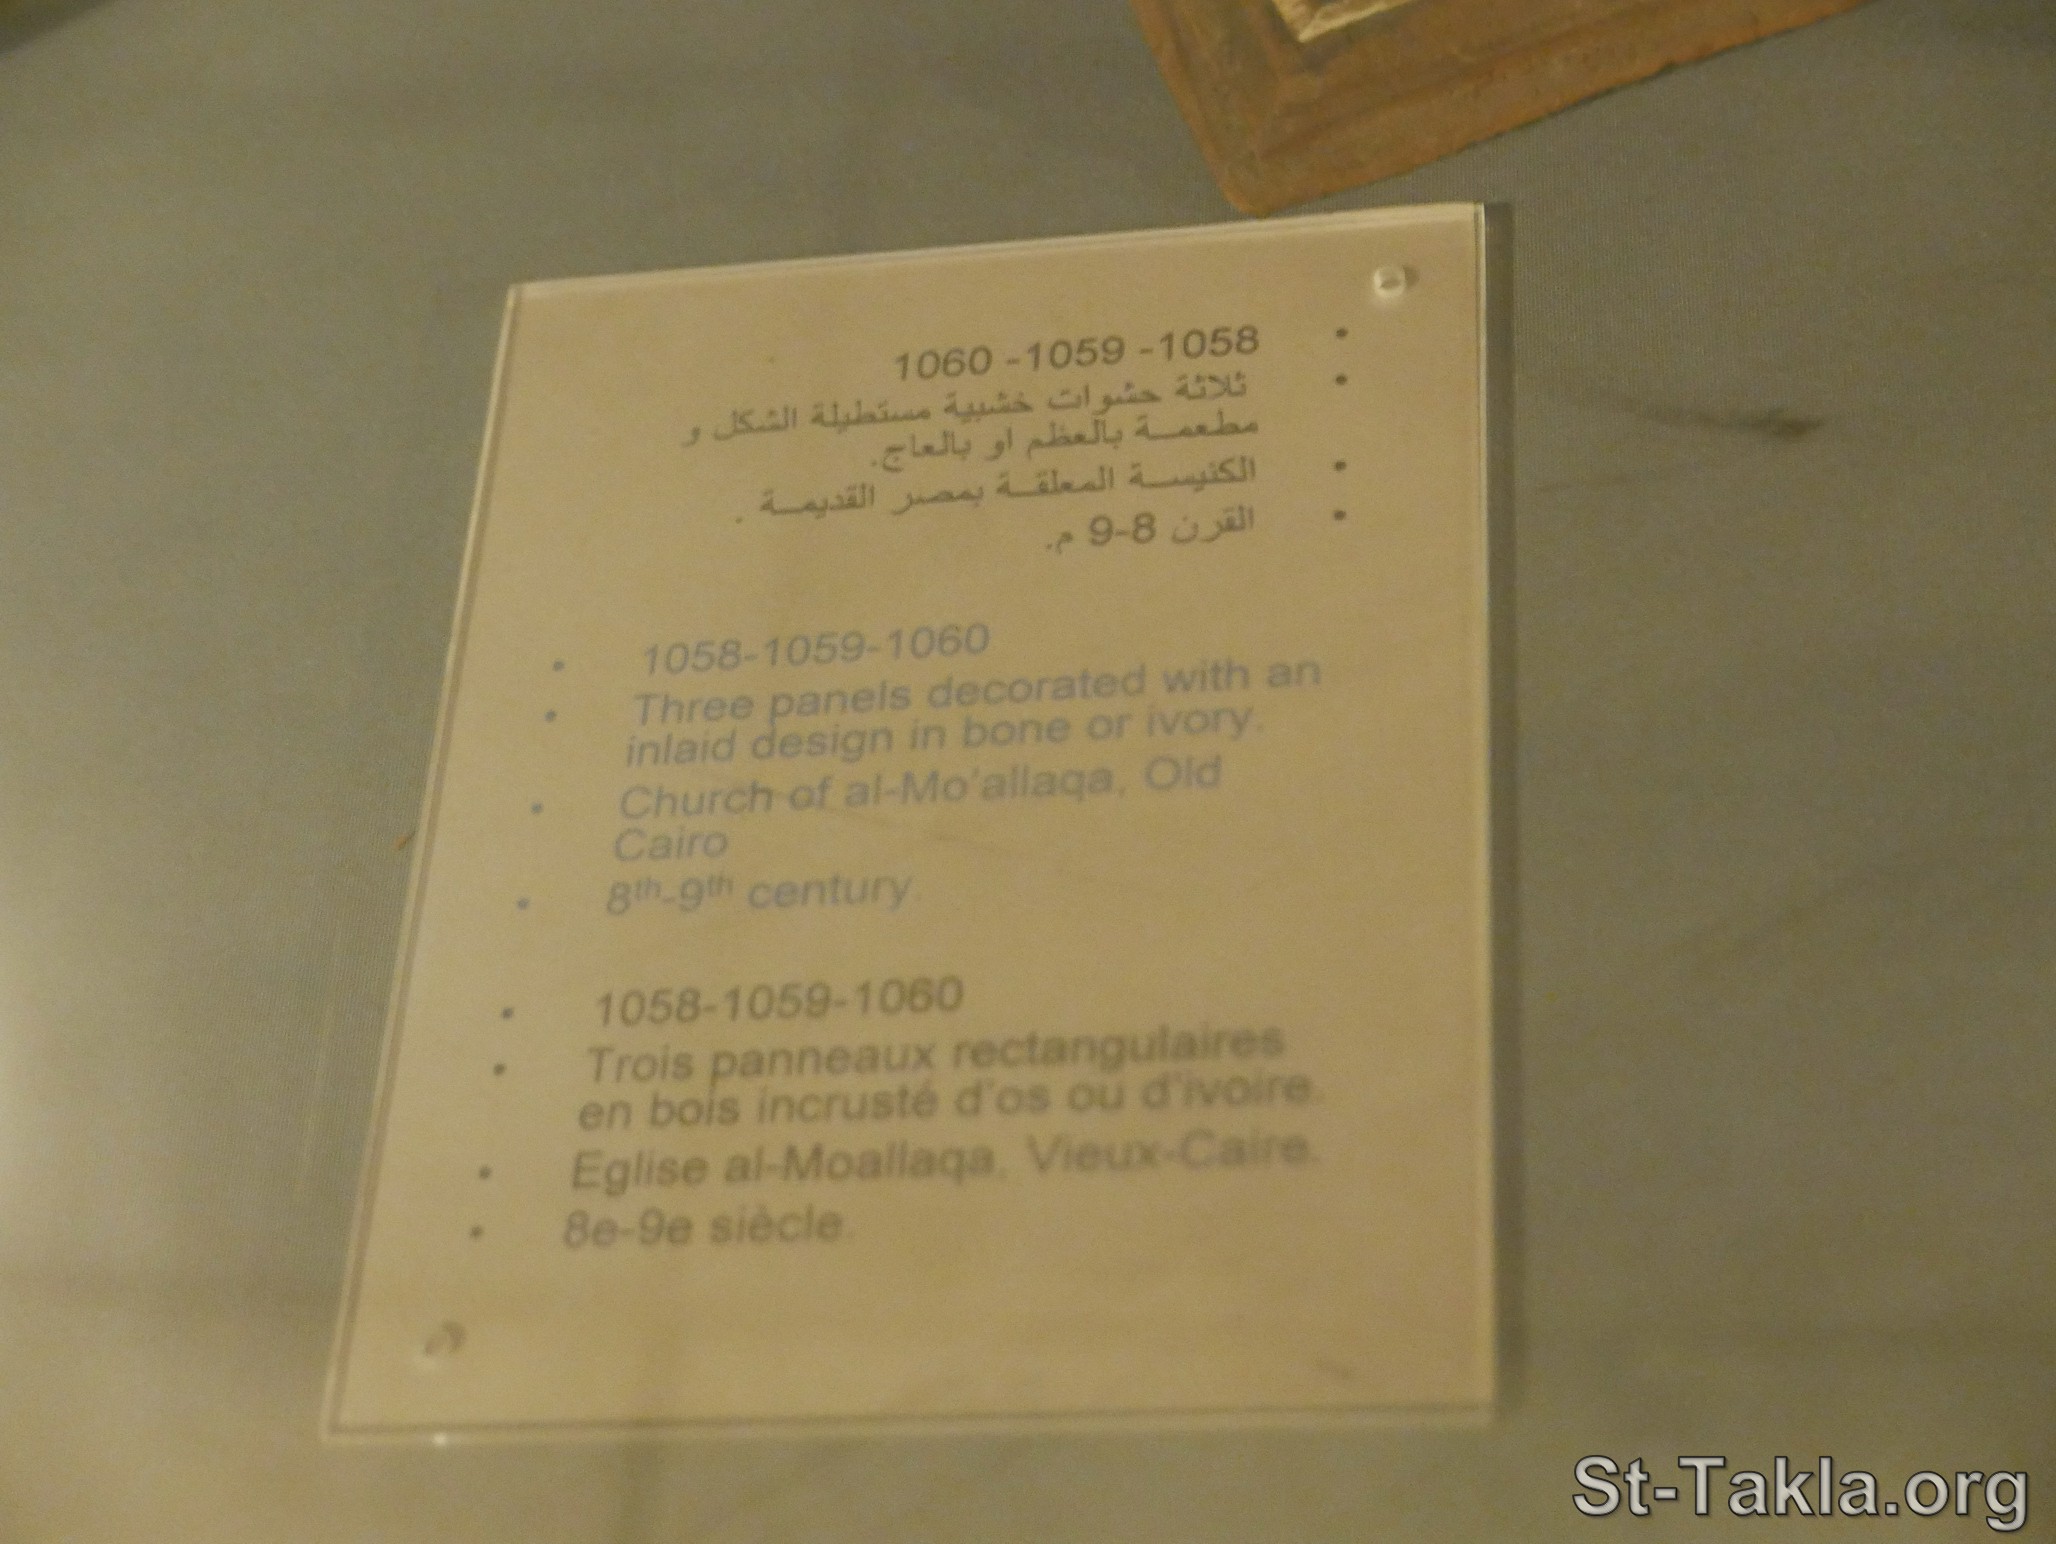 • 1060 -1059 -1058
• ثلاثة حشوات خشبية مستطيلة الشكل و
مطعمة بالعظم او بالعاج.
• الكنيسة المعلقة بمصر القديمة .
• القرن 8-9 م.
• 1058-1059-1060
• Three panels decorated with an
inlaid design in bone or ivory.
• Church of al-Mo'allaqa, Old
Cairo
• 8th-9th century.
• 1058-1059-1060
• Trois panneaux rectangulaires
en bois incrusté d'os ou d'ivoire.
• Eglise al-Moallaqa, Vieux-Caire.
• 8e-9e siècle.
St-Takla.org